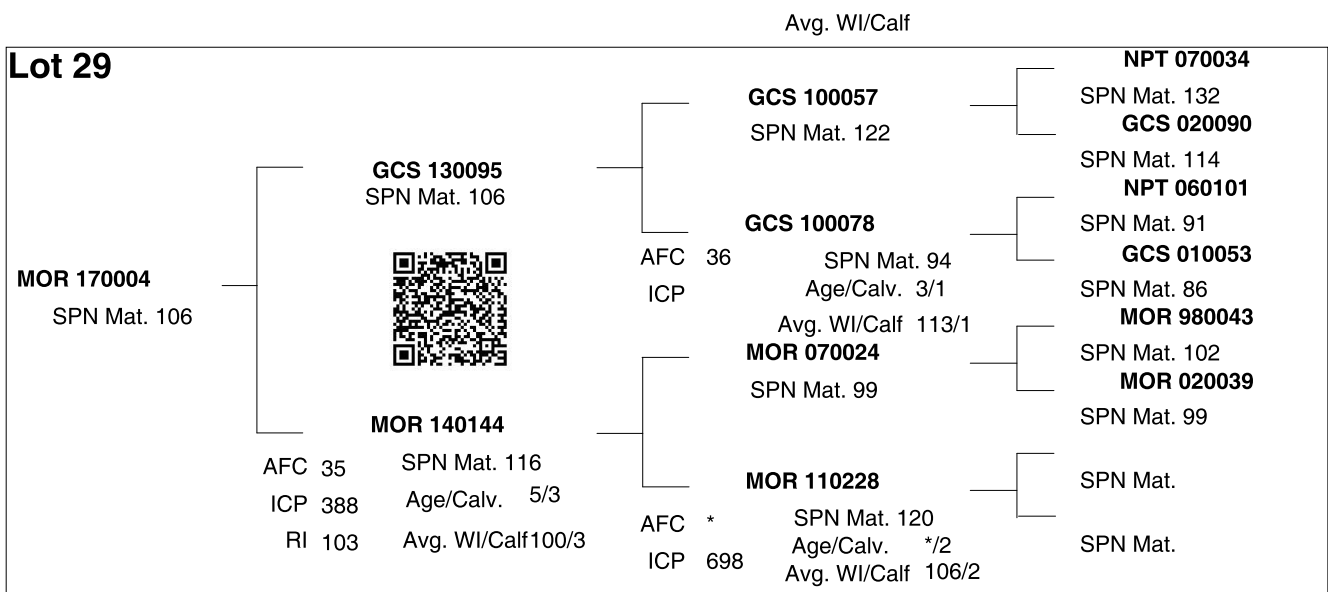 Avg. WI/Calf
Lot 29
MOR 170004
SPN Mat. 106
GCS 130095
SPN Mat. 106
MOR 140144
AFC 35 SPN Mat. 116
ICP 388 Age/Calv. 5/3
RI 103 Avg. WI/Calf100/3
GCS 100057
SPN Mat. 122
GCS 100078
AFC 36 SPN Mat. 94
ICP Age/Calv. 3/1
Avg. WI/Calf 113/1
MOR 070024
SPN Mat. 99
MOR 110228
AFC * SPN Mat. 120
Age/Calv. */2
ICP 698 Avg. WI/Calf 106/2
NPT 070034
SPN Mat. 132
GCS 020090
SPN Mat. 114
NPT 060101
SPN Mat. 91
GCS 010053
SPN Mat. 86
MOR 980043
SPN Mat. 102
MOR 020039
SPN Mat. 99
SPN Mat.
SPN Mat.